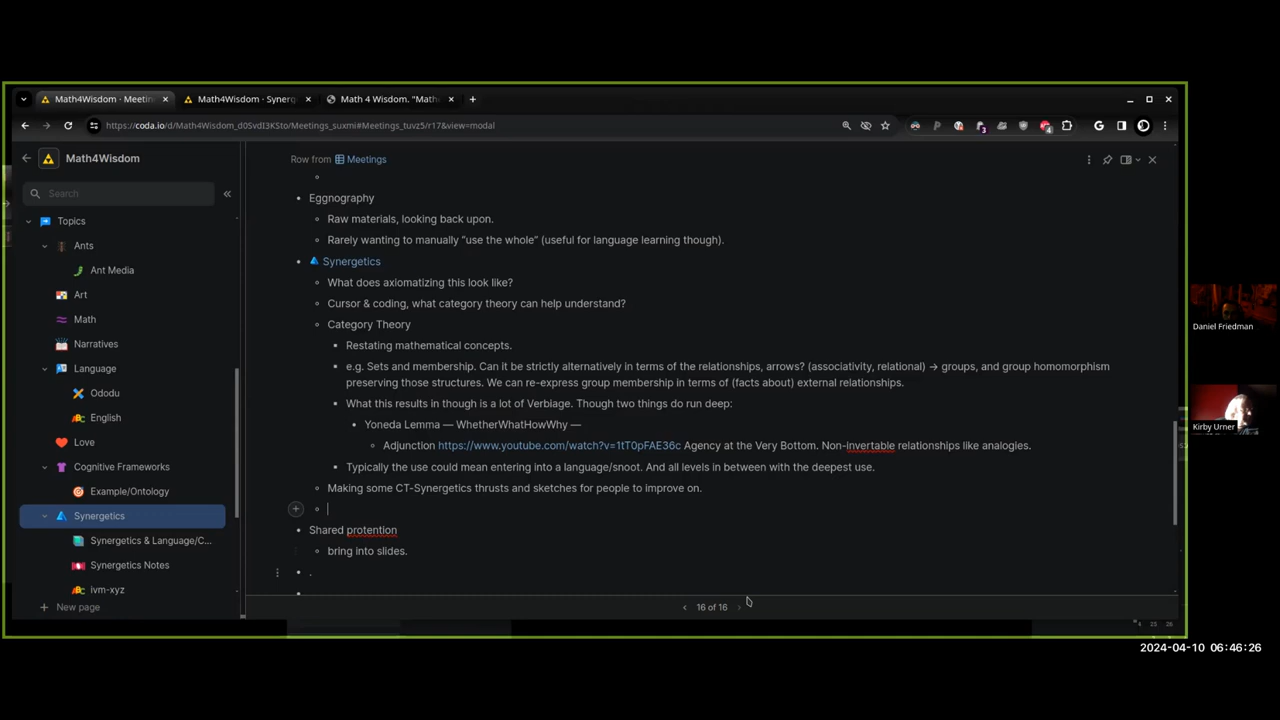 Math4Wisdom · Meetin
Math4Wisdom · Synerg
Math 4 Wisdom. "Math
https://coda.io/d/Math4Wisdom_d0SvdI3KSto/Meetings_suxmi#Meetings_tuvz5/r17&view=modal
Math4Wisdom
Search
Topics
Ants
Ant Media
Art
Math
Narratives
Language
Ododu
English
Love
Cognitive Frameworks
Example/Ontology
Synergetics
Synergetics & Language/C...
Synergetics Notes
ivm-xyz
New page
Row from Meetings
Eggnography
Raw materials, looking back upon.
Rarely wanting to manually "use the whole" (useful for language learning though).
Synergetics
What does axiomatizing this look like?
Cursor & coding, what category theory can help understand?
Category Theory
Restating mathematical concepts.
e.g. Sets and membership. Can it be strictly alternatively in terms of the relationships, arrows? (associativity, relational) → groups, and group homomorphism
preserving those structures. We can re-express group membership in terms of (facts about) external relationships.
What this results in though is a lot of Verbiage. Though two things do run deep:
Yoneda Lemma — WhetherWhatHowWhy —
Adjunction https://www.youtube.com/watch?v=1tT0pFAE36c Agency at the Very Bottom. Non-invertable relationships like analogies.
Typically the use could mean entering into a language/snoot. And all levels in between with the deepest use.
Making some CT-Synergetics thrusts and sketches for people to improve on.
Shared protention
bring into slides.
.
16 of 16
25 26
Daniel Friedman
Kirby Urner
2024-04-10 06:46:26